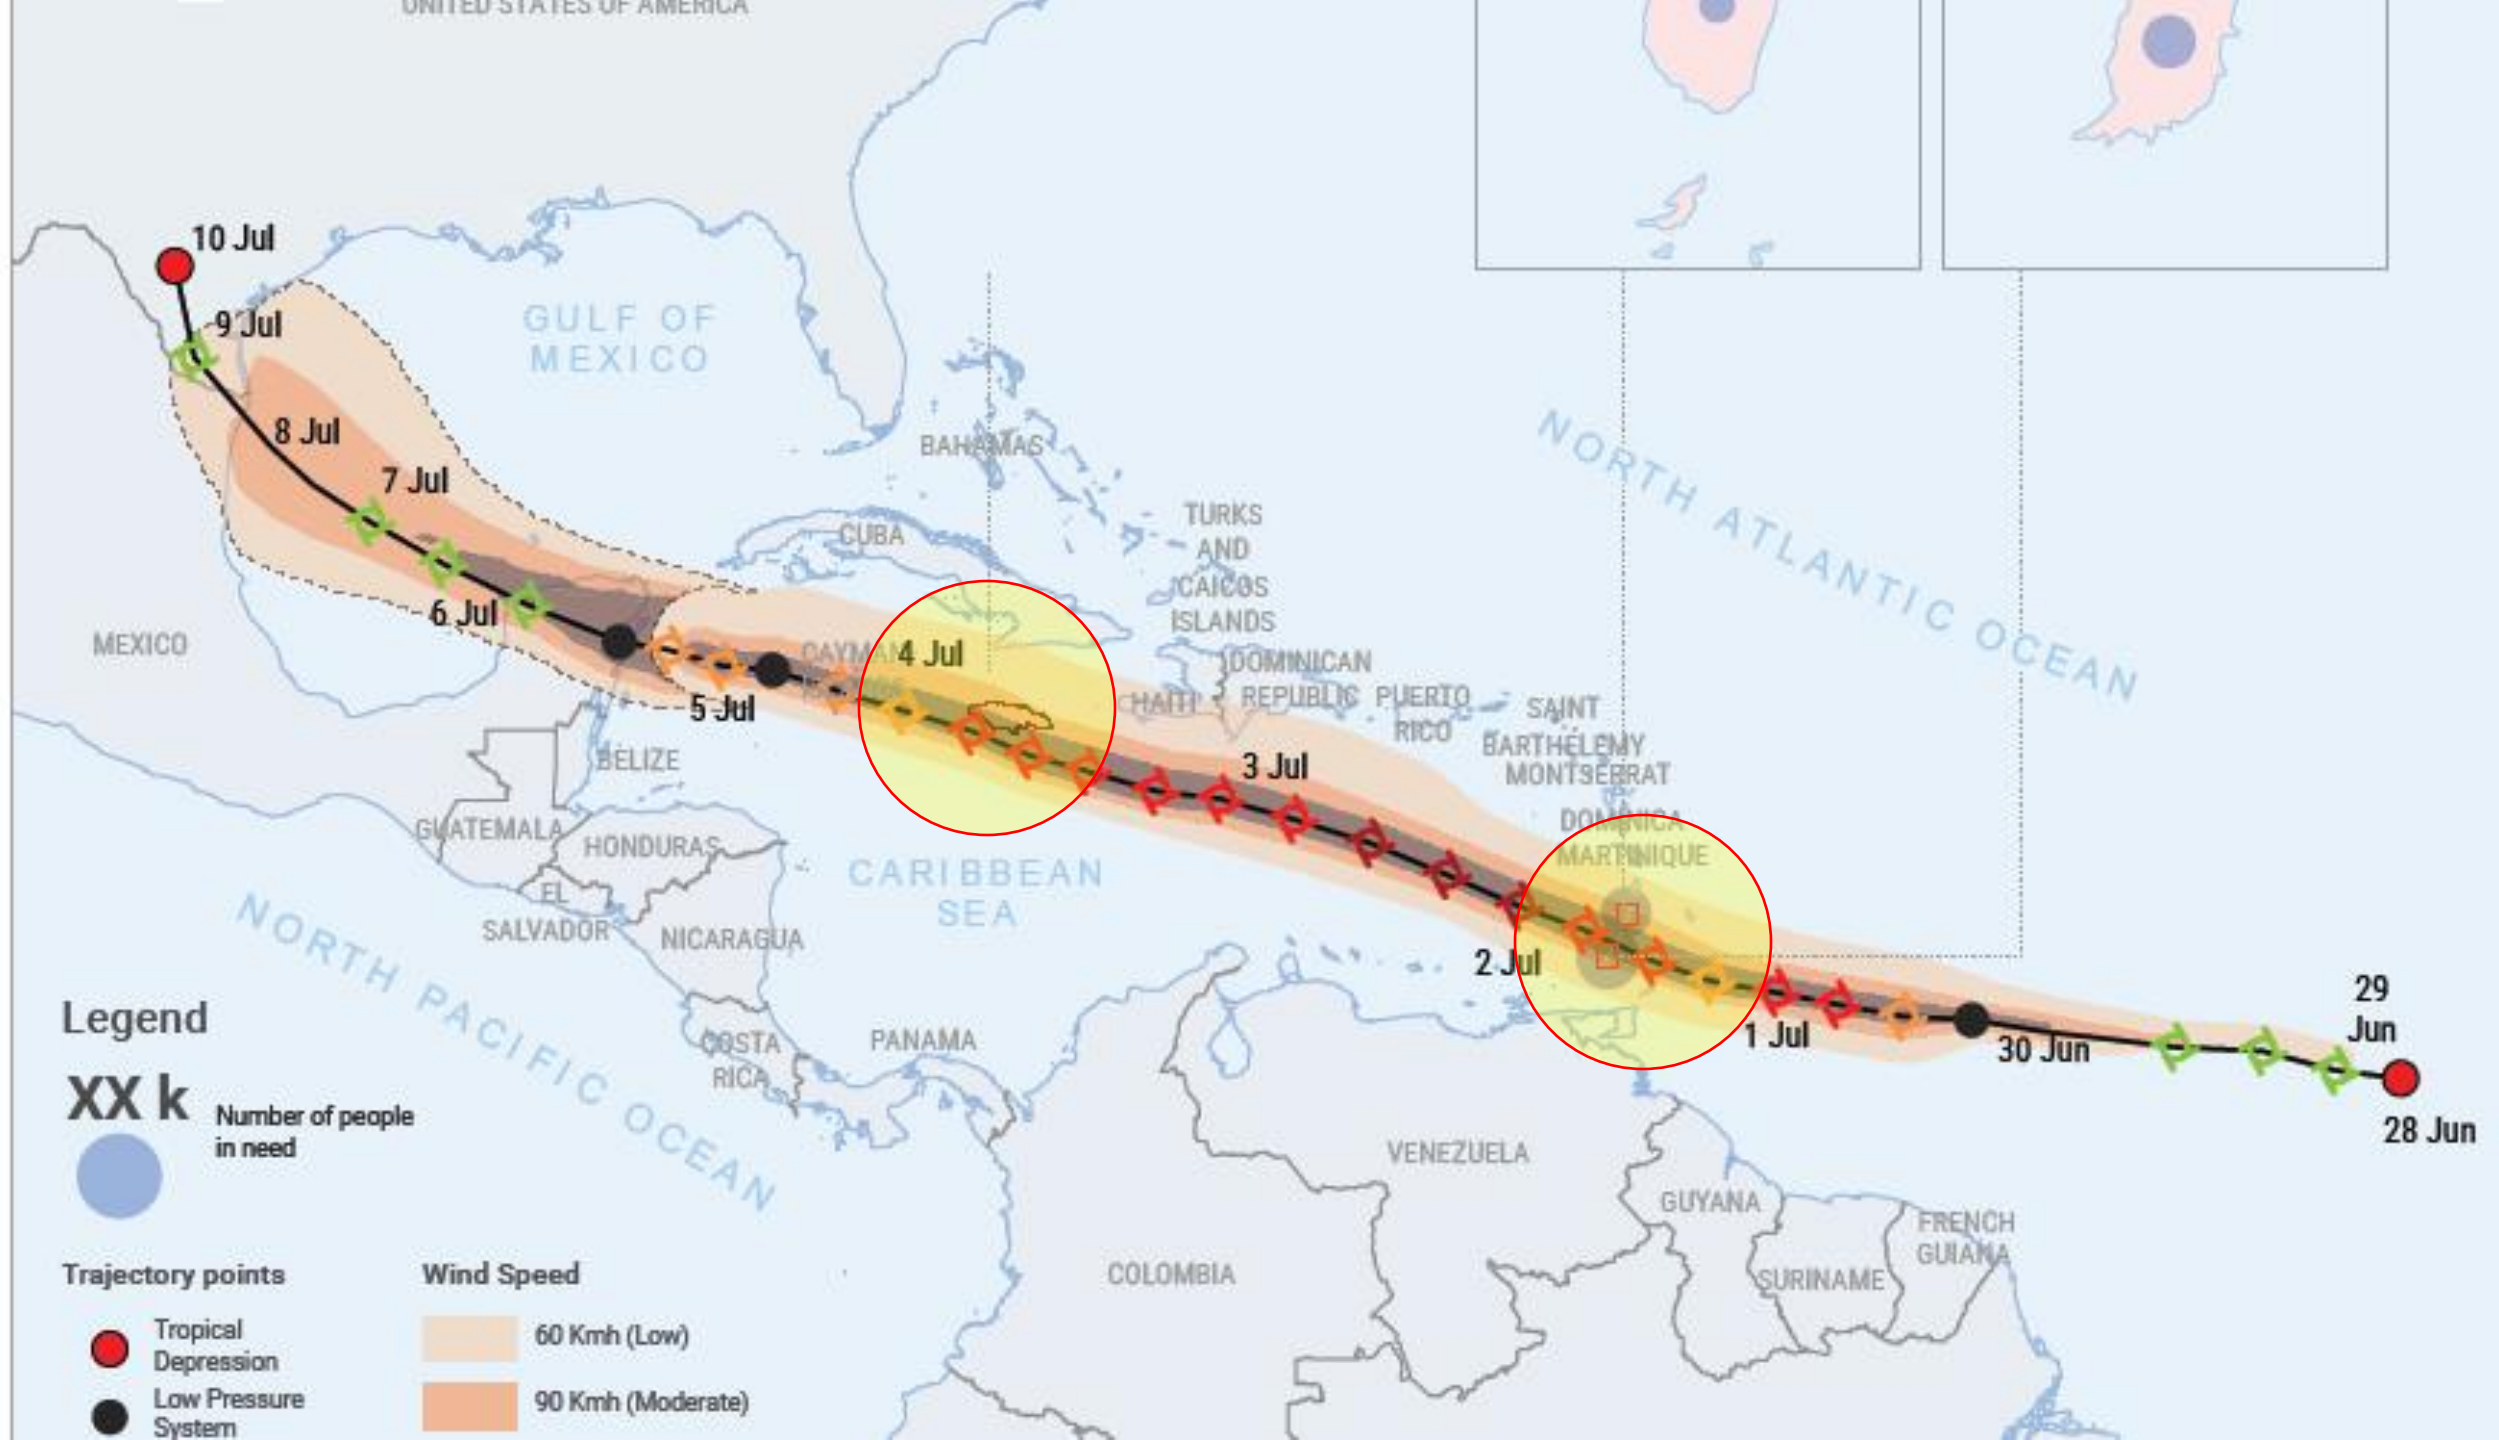 UNITED STATES OF AMERICA
10 Jul
9 Jul
GULF OF
MEXICO
8 Jul
BAHAMAS
7 Jul
NORTH ATLANTIC OCEAN
TURKS
AND
CAICOS
ISLANDS
CUBA
6 Jul
MEXICO
CAYMAN
4 Jul
DOMINICAN
REPUBLIC
HAITI
PUERTO
RICO
SAINT
BARTHÉLEMY
MONTSERRAT
5 Jul
BELIZE
3 Jul
DOMINICA
MARTINIQUE
GUATEMALA
HONDURAS
CARIBBEAN
SEA
EL
SALVADOR
NICARAGUA
NORTH PACIFIC OCEAN
2 Jul
29
Jun
1 Jul
30 Jun
28 Jun
COSTA
RICA
PANAMA
VENEZUELA
GUYANA
FRENCH
GUIANA
SURINAME
COLOMBIA
Legend
XX k
Number of people
in need
Trajectory points
Tropical
Depression
Low Pressure
System
Wind Speed
60 Kmh (Low)
90 Kmh (Moderate)